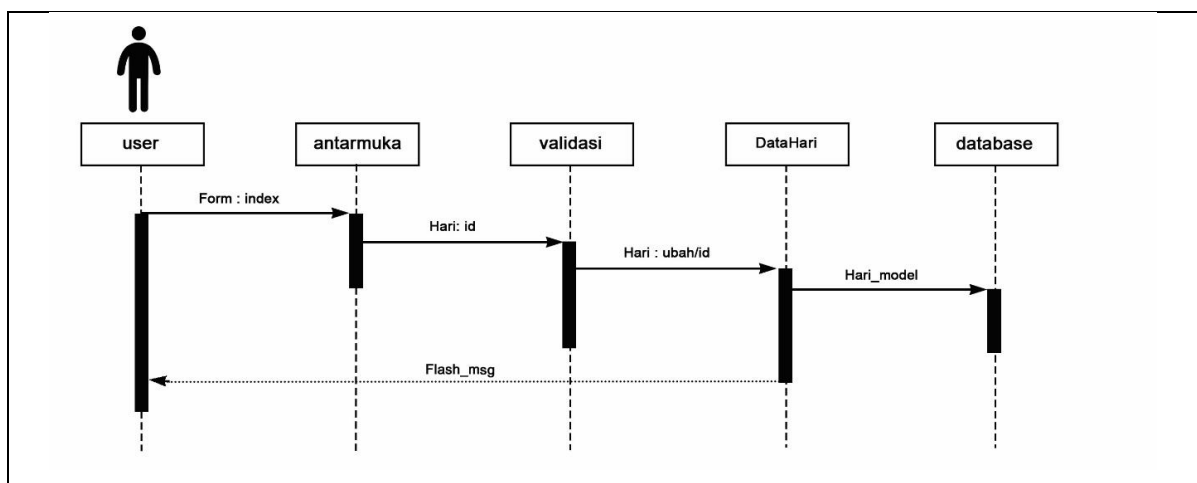 user
antarmuka
validasi
DataHari
database
Form : index
Hari: id
Hari : ubah/id
Hari_model
Flash_msg